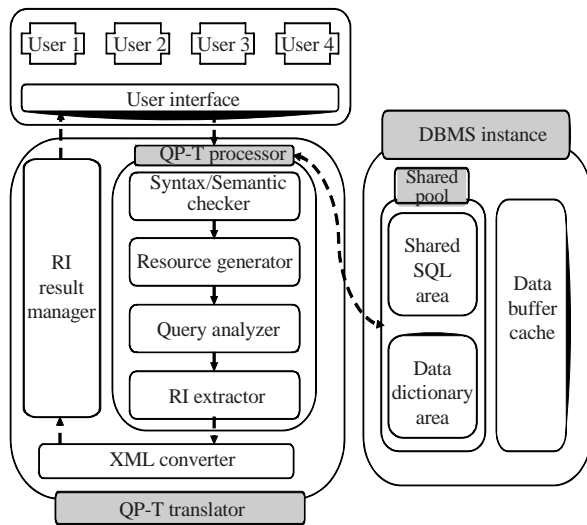 User 1
User 2
User 3
User 4
User interface
QP-T processor
Syntax/Semantic
checker
Resource generator
Query analyzer
RI extractor
RI
result
manager
XML converter
QP-T translator
DBMS instance
Shared
pool
Shared
SQL
area
Data
dictionary
area
Data
buffer
cache